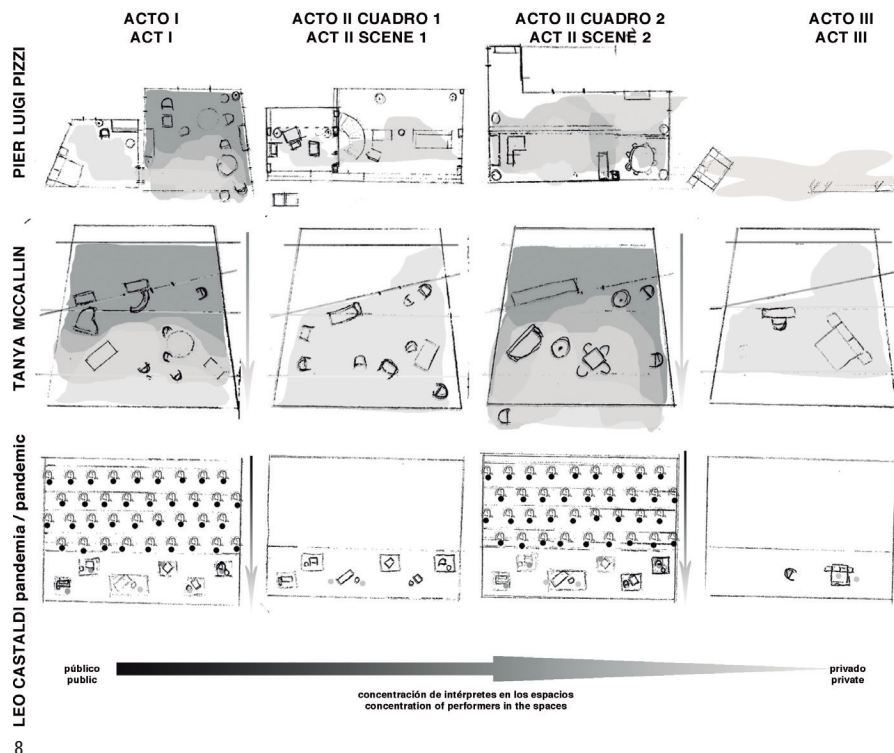 ACTO I
ACT I
ACTO II CUADRO 1
ACT II SCENE 1
ACTO II CUADRO 2
ACT II SCENE 2
ACTO III
ACT III
PIER LUIGI PIZZI
TANYA MCCALLIN
LEO CASTALDI pandemia / pandemic
público
public
privado
private
concentración de intérpretes en los espacios
concentration of performers in the spaces
8